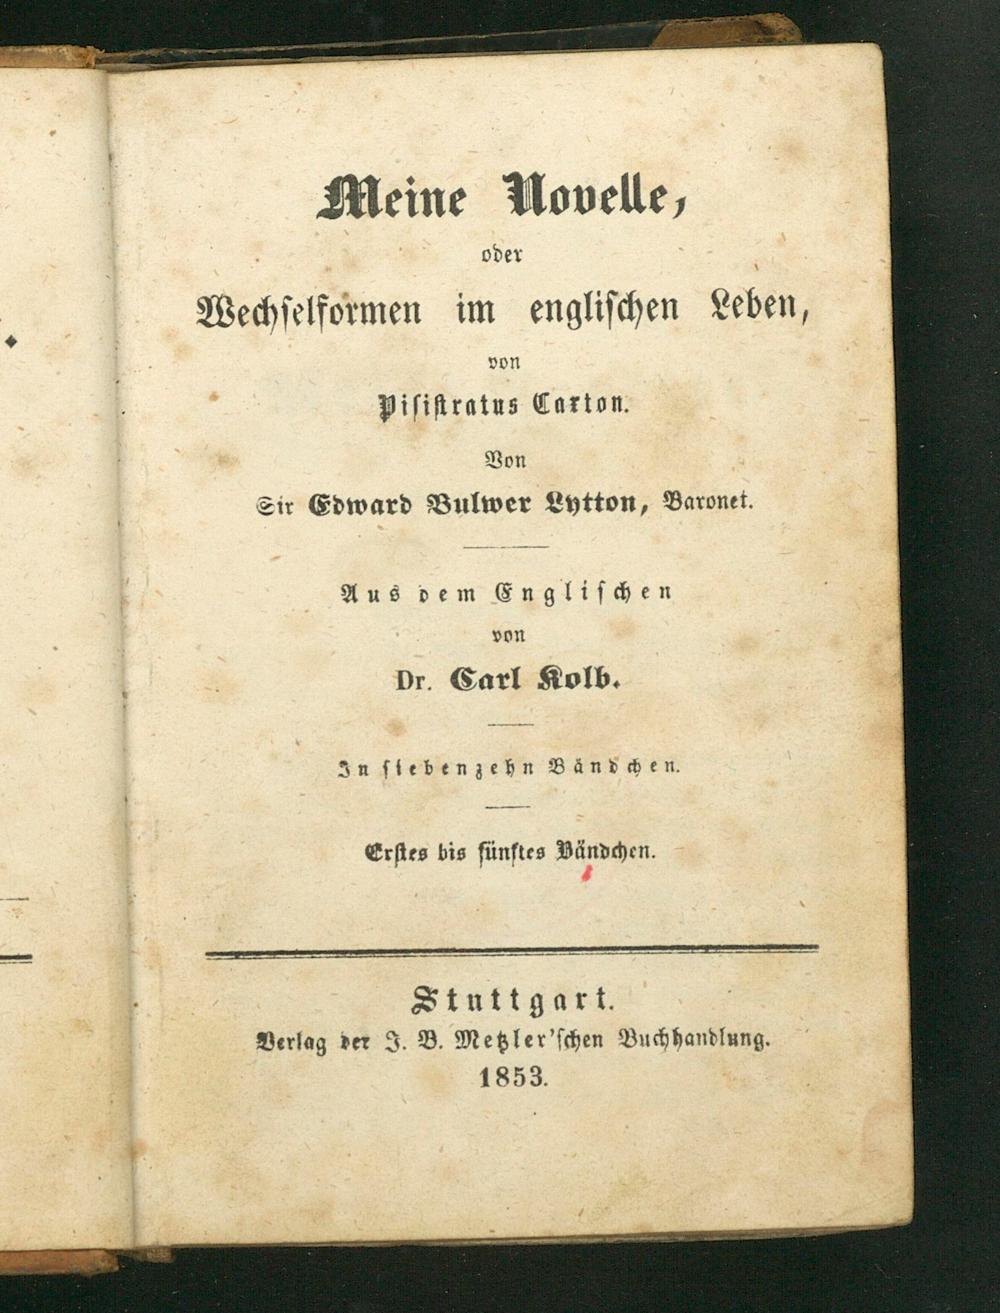 Meine Novelle,
oder
Wechselformen im englischen Leben,
von
Pisistratus Caxton.
Von
Sir Edward Bulwer Lytton, Baronet.
Aus dem Englischen
von
Dr. Carl Kolb.
In siebenzehn Bändchen.
Erstes bis fünftes Bändchen.
Stuttgart.
Verlag der J. B. Metzler'schen Buchhandlung.
1853.